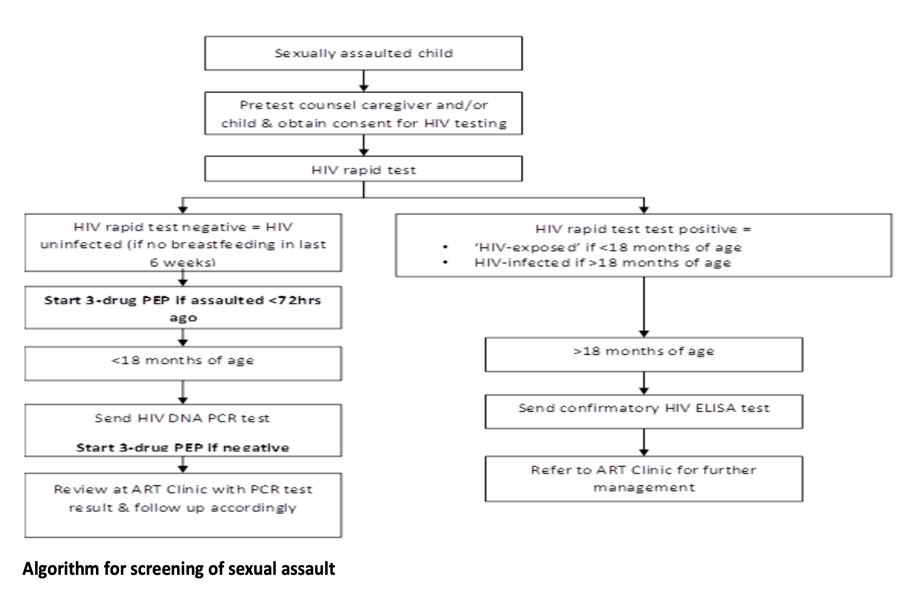 Sexually assaulted child
Pretest counsel caregiver and/or
child & obtain consent for HIV testing
HIV rapid test
HIV rapid test negative = HIV
uninfected (if no breastfeeding in last
6 weeks)
Start 3-drug PEP if assaulted <72hrs
ago
<18 months of age
Send HIV DNA PCR test
Start 3-drug PEP if negative
Review at ART Clinic with PCR test
result & follow up accordingly
HIV rapid test test positive =
• 'HIV-exposed' if <18 months of age
• HIV-infected if >18 months of age
>18 months of age
Send confirmatory HIV ELISA test
Refer to ART Clinic for further
management
Algorithm for screening of sexual assault